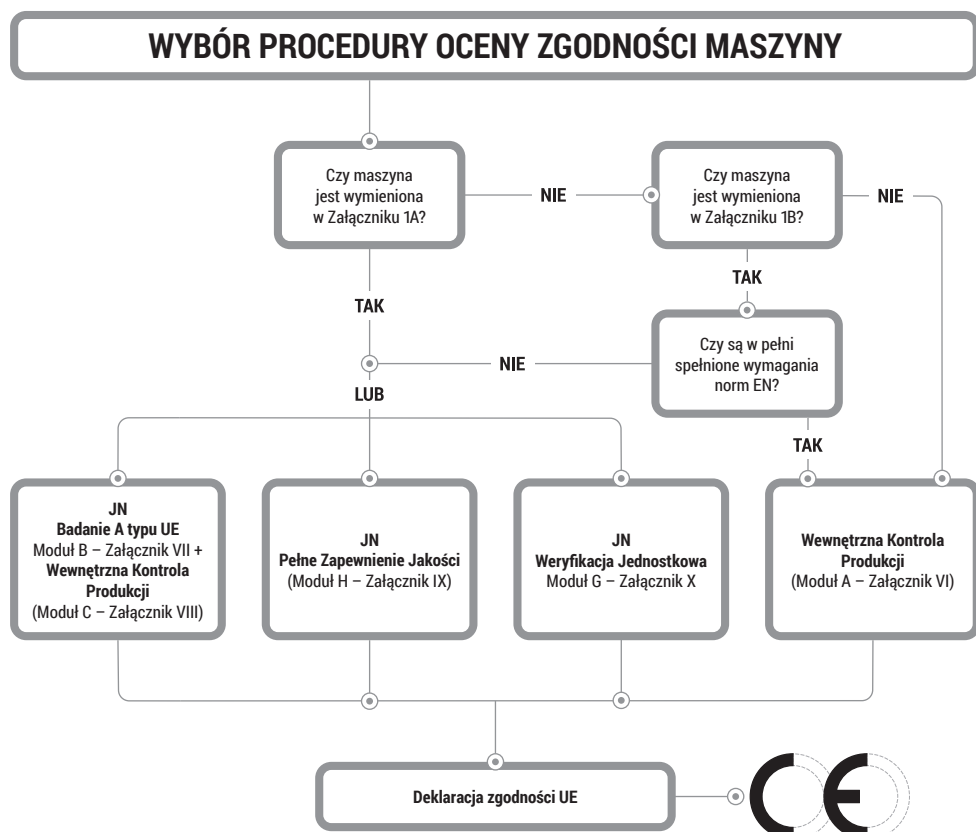 WYBÓR PROCEDURY OCENY ZGODNOŚCI MASZYNY
Czy maszyna
jest wymieniona
w Załączniku 1A?
NIE
Czy maszyna
jest wymieniona
w Załączniku 1B?
NIE
TAK
TAK
Czy są w pełni
spełnione wymagania
norm EN?
NIE
LUB
TAK
JN
Badanie A typu UE
Moduł B – Załącznik VII +
Wewnętrzna Kontrola
Produkcji
(Moduł C – Załącznik VIII)
JN
Pełne Zapewnienie Jakości
(Moduł H – Załącznik IX)
JN
Weryfikacja Jednostkowa
Moduł G – Załącznik X
Wewnętrzna Kontrola
Produkcji
(Moduł A – Załącznik VI)
Deklaracja zgodności UE
CE